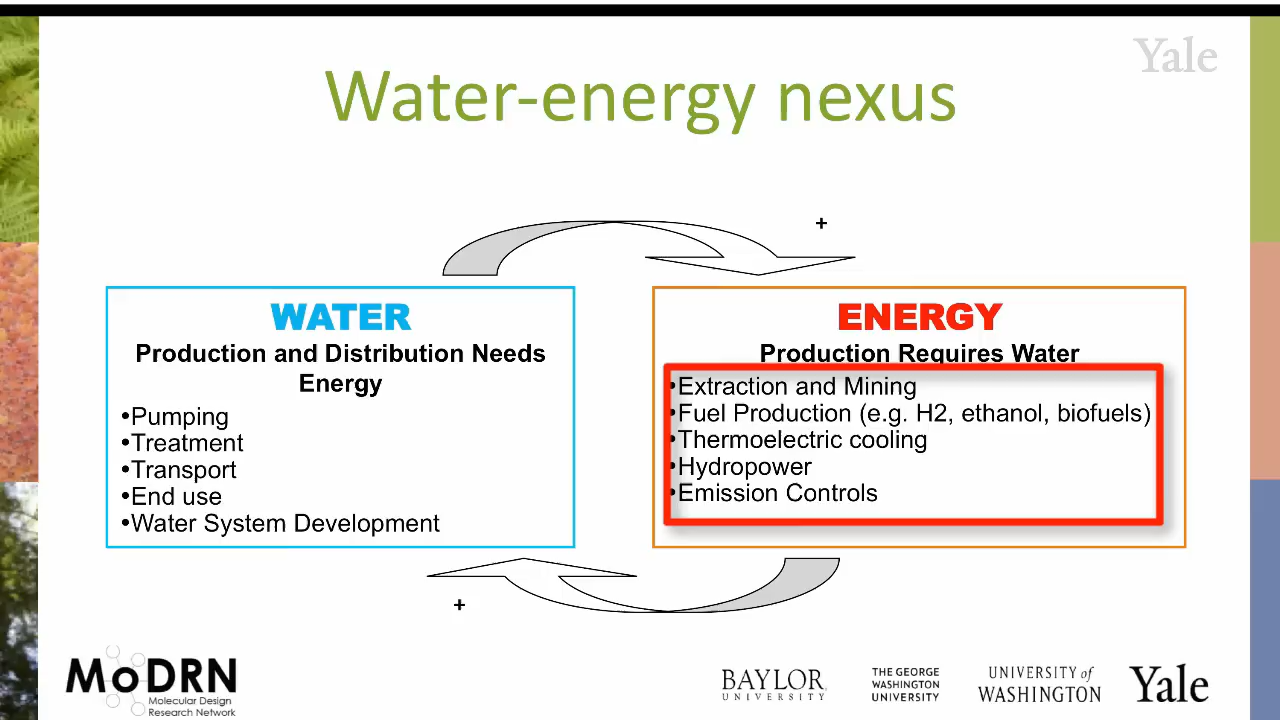 Yale
Water-energy nexus
+
WATER
Production and Distribution Needs
Energy
•Pumping
•Treatment
•Transport
•End use
•Water System Development
ENERGY
Production Requires Water
•Extraction and Mining
•Fuel Production (e.g. H2, ethanol, biofuels)
•Thermoelectric cooling
•Hydropower
•Emission Controls
+
MoDRN
Molecular Design
Research Network
BAYLOR
UNIVERSITY
THE GEORGE
WASHINGTON
UNIVERSITY
UNIVERSITY of
WASHINGTON
Yale